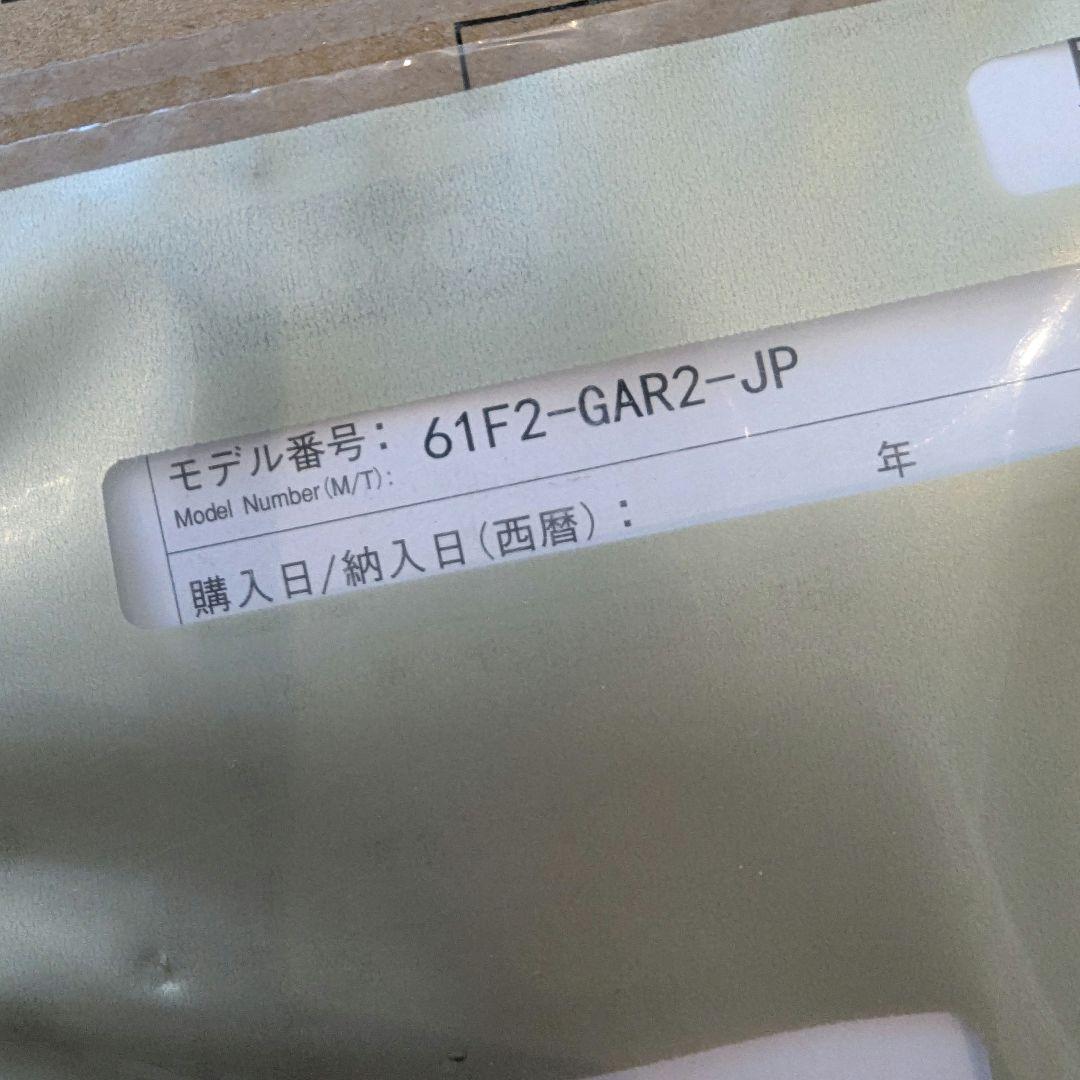 モデル番号： 61F2-GAR2-JP
Model Number(M/T):
購入日/納入日(西暦)： 年